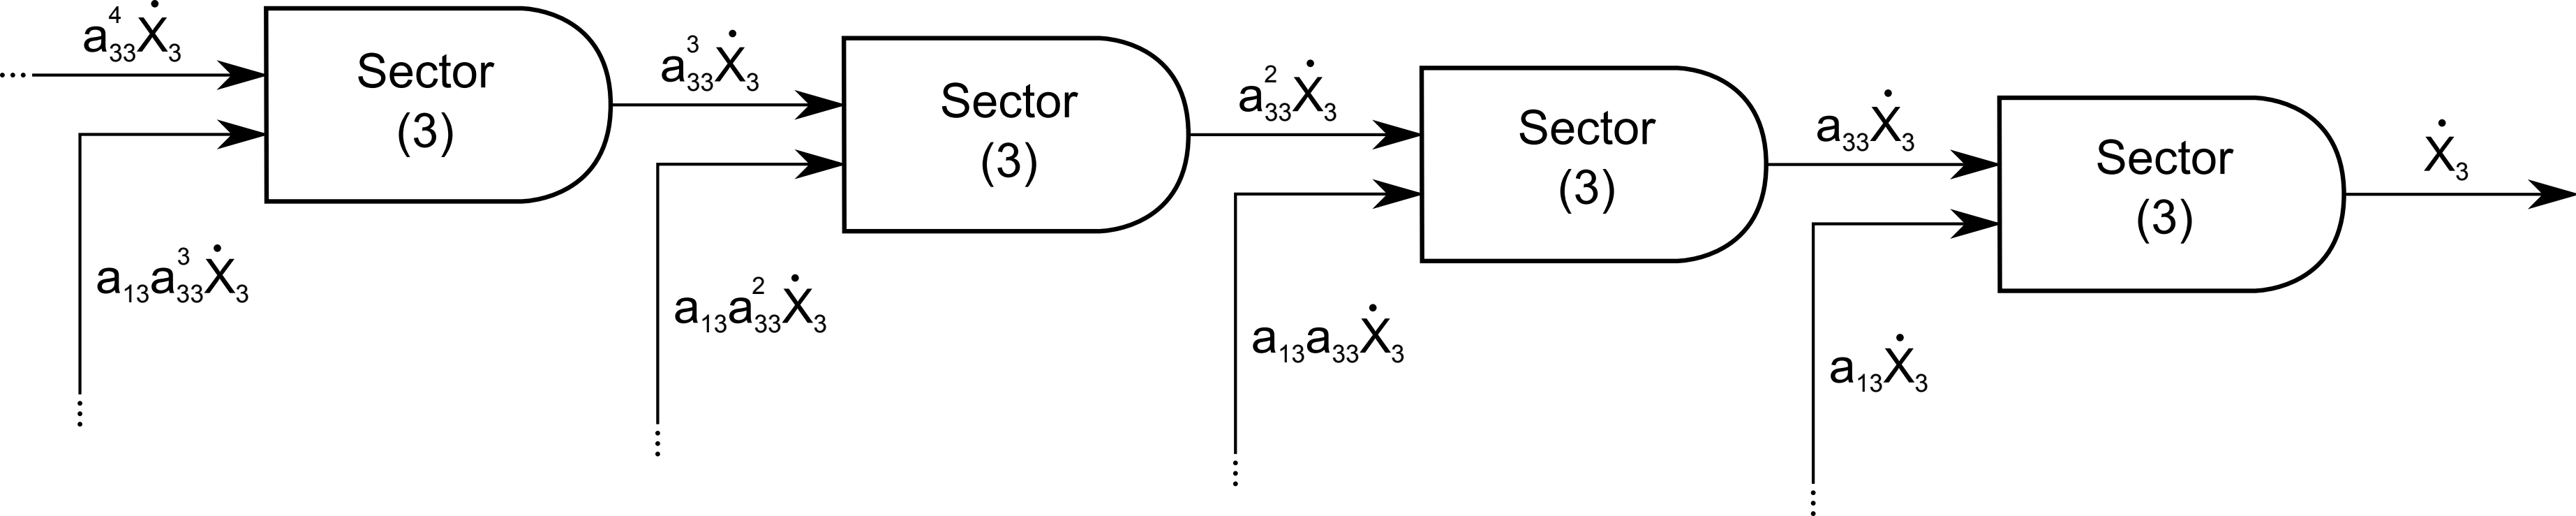 a₃₃⁴Ẋ₃
...
Sector
(3)
a₁₃a₃₃³Ẋ₃
...
a₃₃³Ẋ₃
Sector
(3)
a₁₃a₃₃²Ẋ₃
...
a₃₃²Ẋ₃
Sector
(3)
a₁₃a₃₃Ẋ₃
...
a₃₃Ẋ₃
Sector
(3)
a₁₃Ẋ₃
...
Ẋ₃